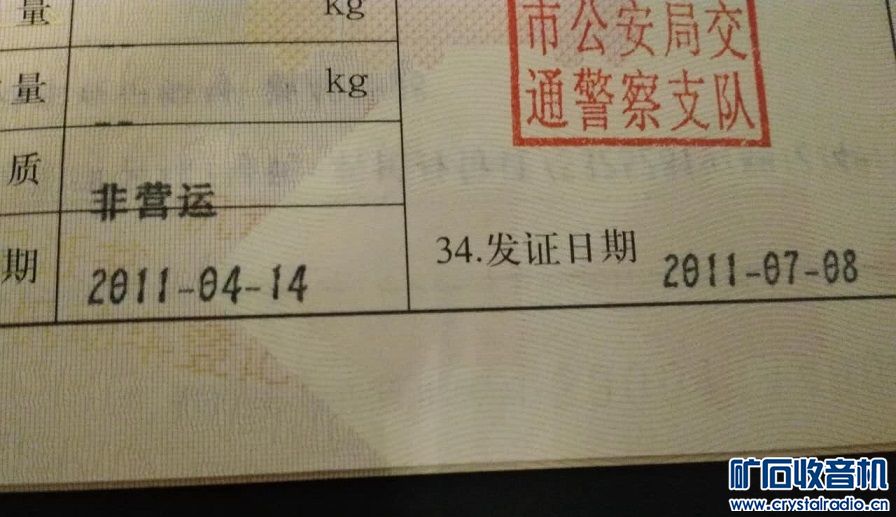 量 kg
市公安局交
量 kg
通警察支队
质 非营运
期 2011-04-14
34.发证日期 2011-07-08
矿石收音机
www.crystalradio.cn